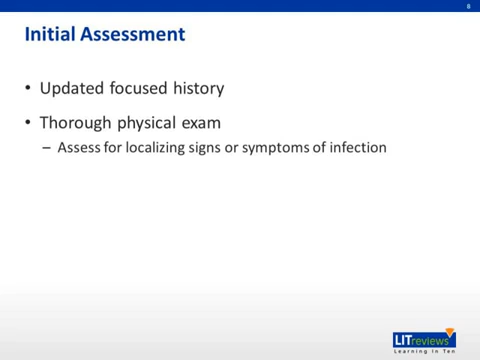 8
Initial Assessment
• Updated focused history
• Thorough physical exam
– Assess for localizing signs or symptoms of infection
LITreviews
Learning in Ten